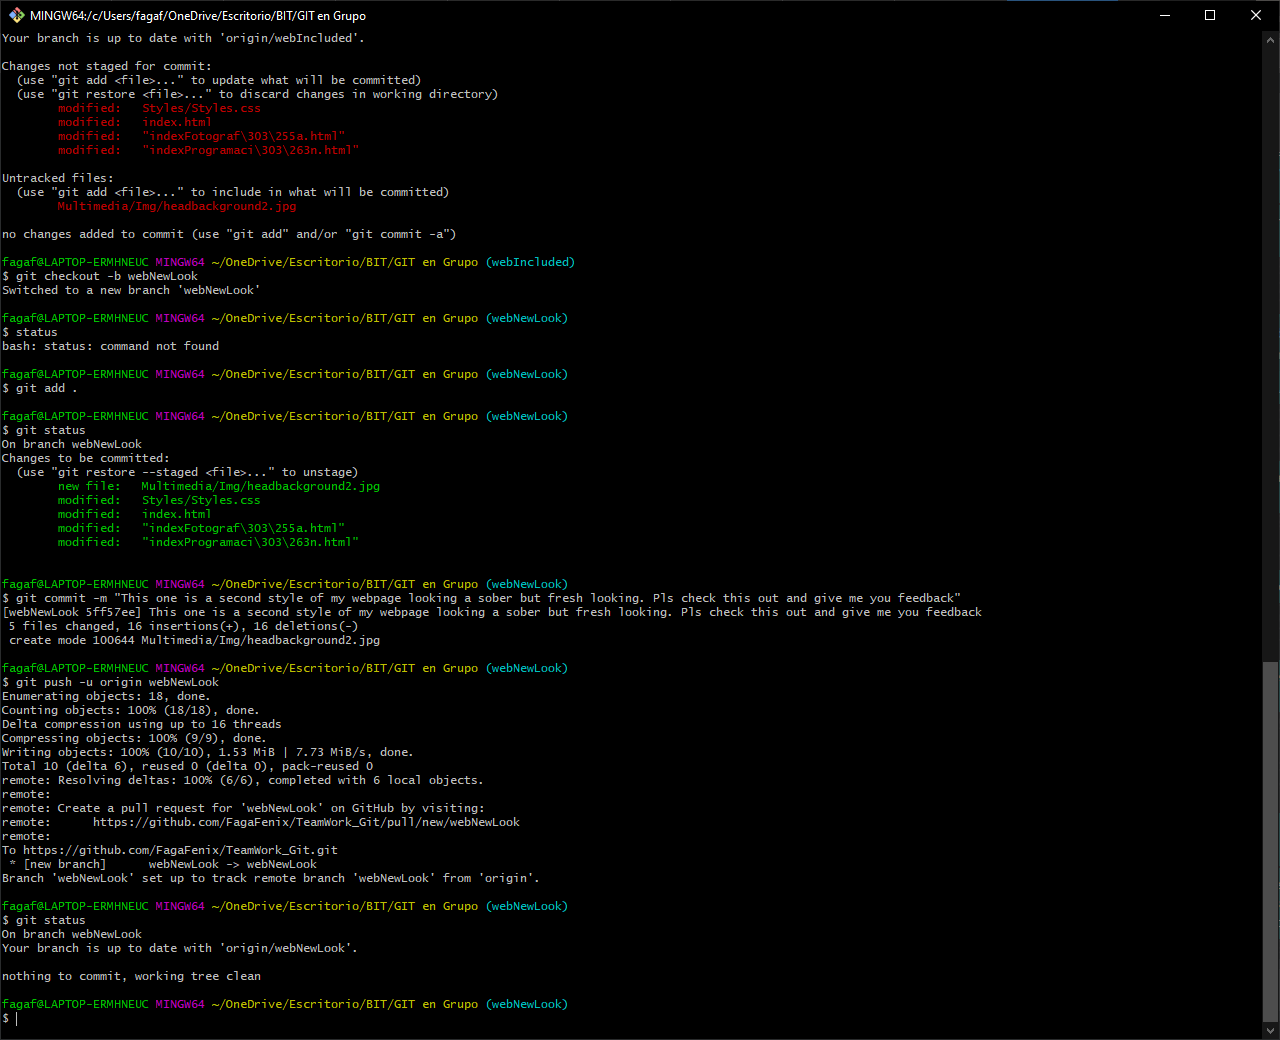 MINGW64:/c/Users/fagaf/OneDrive/Escritorio/BIT/GIT en Grupo
Your branch is up to date with 'origin/webIncluded'.
Changes not staged for commit:
(use "git add <file>..." to update what will be committed)
(use "git restore <file>..." to discard changes in working directory)
modified:   Styles/Styles.css
modified:   index.html
modified:   "indexFotograf\303\255a.html"
modified:   "indexProgramaci\303\263n.html"
Untracked files:
(use "git add <file>..." to include in what will be committed)
Multimedia/Img/headbackground2.jpg
no changes added to commit (use "git add" and/or "git commit -a")
fagaf@LAPTOP-ERMHNEUC MINGW64 ~/OneDrive/Escritorio/BIT/GIT en Grupo (webIncluded)
$ git checkout -b webNewLook
Switched to a new branch 'webNewLook'
fagaf@LAPTOP-ERMHNEUC MINGW64 ~/OneDrive/Escritorio/BIT/GIT en Grupo (webNewLook)
$ status
bash: status: command not found
fagaf@LAPTOP-ERMHNEUC MINGW64 ~/OneDrive/Escritorio/BIT/GIT en Grupo (webNewLook)
$ git add .
fagaf@LAPTOP-ERMHNEUC MINGW64 ~/OneDrive/Escritorio/BIT/GIT en Grupo (webNewLook)
$ git status
On branch webNewLook
Changes to be committed:
(use "git restore --staged <file>..." to unstage)
new file:   Multimedia/Img/headbackground2.jpg
modified:   Styles/Styles.css
modified:   index.html
modified:   "indexFotograf\303\255a.html"
modified:   "indexProgramaci\303\263n.html"
fagaf@LAPTOP-ERMHNEUC MINGW64 ~/OneDrive/Escritorio/BIT/GIT en Grupo (webNewLook)
$ git commit -m "This one is a second style of my webpage looking a sober but fresh looking. Pls check this out and give me you feedback"
[webNewLook 5ff57ee] This one is a second style of my webpage looking a sober but fresh looking. Pls check this out and give me you feedback
5 files changed, 16 insertions(+), 16 deletions(-)
create mode 100644 Multimedia/Img/headbackground2.jpg
fagaf@LAPTOP-ERMHNEUC MINGW64 ~/OneDrive/Escritorio/BIT/GIT en Grupo (webNewLook)
$ git push -u origin webNewLook
Enumerating objects: 18, done.
Counting objects: 100% (18/18), done.
Delta compression using up to 16 threads
Compressing objects: 100% (9/9), done.
Writing objects: 100% (10/10), 1.53 MiB | 7.73 MiB/s, done.
Total 10 (delta 6), reused 0 (delta 0), pack-reused 0
remote: Resolving deltas: 100% (6/6), completed with 6 local objects.
remote:
remote: Create a pull request for 'webNewLook' on GitHub by visiting:
remote:      https://github.com/FagaFenix/TeamWork_Git/pull/new/webNewLook
remote:
To https://github.com/FagaFenix/TeamWork_Git.git
* [new branch]      webNewLook -> webNewLook
Branch 'webNewLook' set up to track remote branch 'webNewLook' from 'origin'.
fagaf@LAPTOP-ERMHNEUC MINGW64 ~/OneDrive/Escritorio/BIT/GIT en Grupo (webNewLook)
$ git status
On branch webNewLook
Your branch is up to date with 'origin/webNewLook'.
nothing to commit, working tree clean
fagaf@LAPTOP-ERMHNEUC MINGW64 ~/OneDrive/Escritorio/BIT/GIT en Grupo (webNewLook)
$